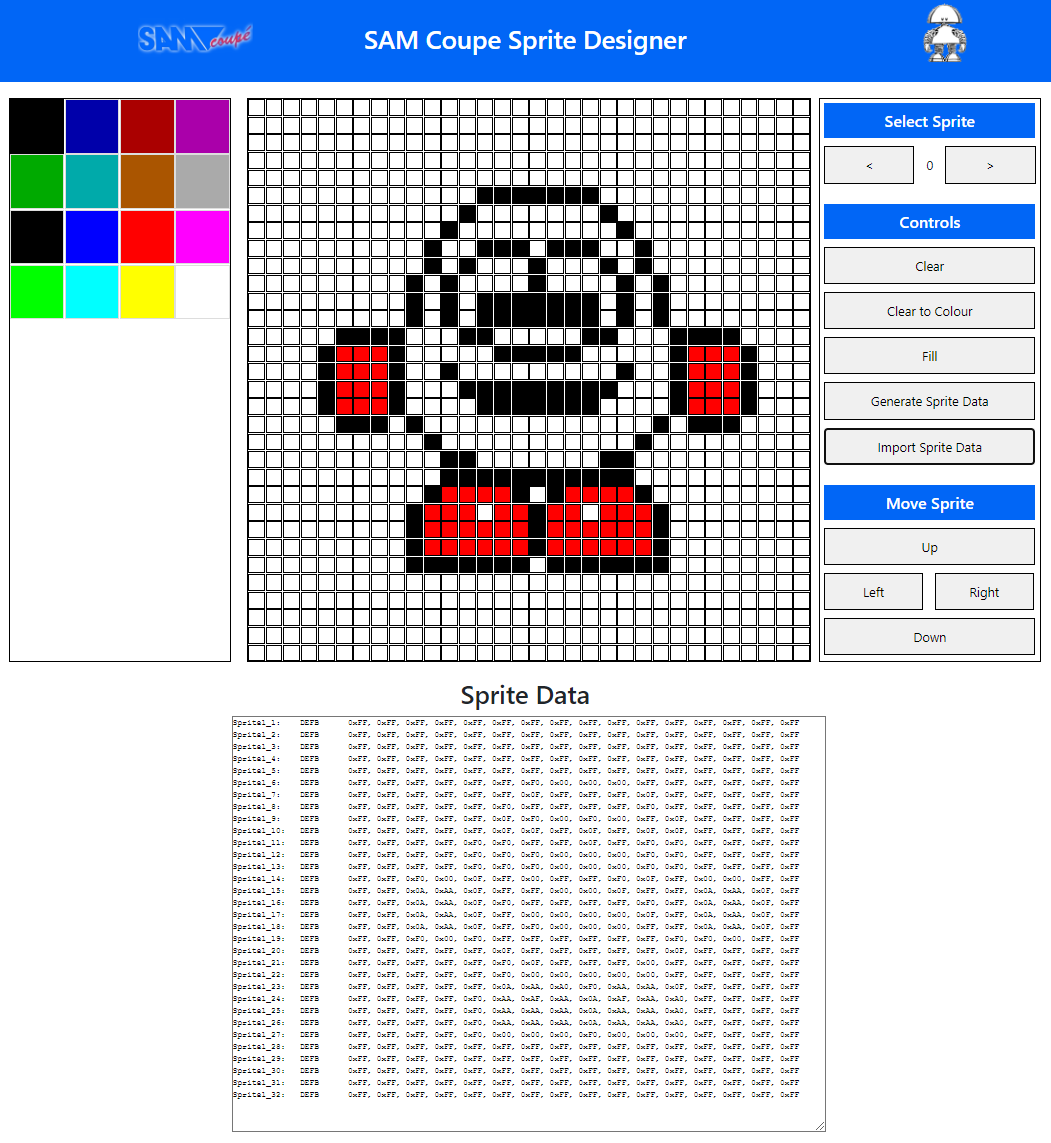 SAM coupé
SAM Coupe Sprite Designer
Select Sprite
< 0 >
Controls
Clear
Clear to Colour
Fill
Generate Sprite Data
Import Sprite Data
Move Sprite
Up
Left Right
Down
Sprite Data
Sprite1_1: DEFB 0xFF, 0xFF, 0xFF, 0xFF, 0xFF, 0xFF, 0xFF, 0xFF, 0xFF, 0xFF, 0xFF, 0xFF, 0xFF, 0xFF, 0xFF, 0xFF
Sprite1_2: DEFB 0xFF, 0xFF, 0xFF, 0xFF, 0xFF, 0xFF, 0xFF, 0xFF, 0xFF, 0xFF, 0xFF, 0xFF, 0xFF, 0xFF, 0xFF, 0xFF
Sprite1_3: DEFB 0xFF, 0xFF, 0xFF, 0xFF, 0xFF, 0xFF, 0xFF, 0xFF, 0xFF, 0xFF, 0xFF, 0xFF, 0xFF, 0xFF, 0xFF, 0xFF
Sprite1_4: DEFB 0xFF, 0xFF, 0xFF, 0xFF, 0xFF, 0xFF, 0xFF, 0xFF, 0xFF, 0xFF, 0xFF, 0xFF, 0xFF, 0xFF, 0xFF, 0xFF
Sprite1_5: DEFB 0xFF, 0xFF, 0xFF, 0xFF, 0xFF, 0xFF, 0xFF, 0xFF, 0xFF, 0xFF, 0xFF, 0xFF, 0xFF, 0xFF, 0xFF, 0xFF
Sprite1_6: DEFB 0xFF, 0xFF, 0xFF, 0xFF, 0xFF, 0xFF, 0xF0, 0x00, 0x00, 0x00, 0xFF, 0xFF, 0xFF, 0xFF, 0xFF, 0xFF
Sprite1_7: DEFB 0xFF, 0xFF, 0xFF, 0xFF, 0xFF, 0xFF, 0x0F, 0xFF, 0xFF, 0xFF, 0x0F, 0xFF, 0xFF, 0xFF, 0xFF, 0xFF
Sprite1_8: DEFB 0xFF, 0xFF, 0xFF, 0xFF, 0xFF, 0xF0, 0xFF, 0xFF, 0xFF, 0xFF, 0xF0, 0xFF, 0xFF, 0xFF, 0xFF, 0xFF
Sprite1_9: DEFB 0xFF, 0xFF, 0xFF, 0xFF, 0xFF, 0x0F, 0xF0, 0x00, 0xF0, 0x00, 0xFF, 0x0F, 0xFF, 0xFF, 0xFF, 0xFF
Sprite1_10: DEFB 0xFF, 0xFF, 0xFF, 0xFF, 0xFF, 0x0F, 0x0F, 0xFF, 0x0F, 0xFF, 0x0F, 0x0F, 0xFF, 0xFF, 0xFF, 0xFF
Sprite1_11: DEFB 0xFF, 0xFF, 0xFF, 0xFF, 0xF0, 0xF0, 0xFF, 0xFF, 0x0F, 0xFF, 0xF0, 0xF0, 0xFF, 0xFF, 0xFF, 0xFF
Sprite1_12: DEFB 0xFF, 0xFF, 0xFF, 0xFF, 0xF0, 0xF0, 0xF0, 0x00, 0x00, 0x00, 0xF0, 0xF0, 0xFF, 0xFF, 0xFF, 0xFF
Sprite1_13: DEFB 0xFF, 0xFF, 0xFF, 0xFF, 0xF0, 0xF0, 0xF0, 0x00, 0x00, 0x00, 0xF0, 0xF0, 0xFF, 0xFF, 0xFF, 0xFF
Sprite1_14: DEFB 0xFF, 0xFF, 0xF0, 0x00, 0x0F, 0xFF, 0x00, 0xFF, 0xFF, 0xF0, 0x0F, 0xFF, 0x00, 0x00, 0xFF, 0xFF
Sprite1_15: DEFB 0xFF, 0xFF, 0x0A, 0xAA, 0x0F, 0xFF, 0xFF, 0x00, 0x00, 0x0F, 0xFF, 0xFF, 0x0A, 0xAA, 0x0F, 0xFF
Sprite1_16: DEFB 0xFF, 0xFF, 0x0A, 0xAA, 0x0F, 0xF0, 0xFF, 0xFF, 0xFF, 0xFF, 0xF0, 0xFF, 0x0A, 0xAA, 0x0F, 0xFF
Sprite1_17: DEFB 0xFF, 0xFF, 0x0A, 0xAA, 0x0F, 0xFF, 0x00, 0x00, 0x00, 0x00, 0x0F, 0xFF, 0x0A, 0xAA, 0x0F, 0xFF
Sprite1_18: DEFB 0xFF, 0xFF, 0x0A, 0xAA, 0x0F, 0xFF, 0xF0, 0x00, 0x00, 0x00, 0xFF, 0xFF, 0x0A, 0xAA, 0x0F, 0xFF
Sprite1_19: DEFB 0xFF, 0xFF, 0xF0, 0x00, 0xF0, 0xFF, 0xFF, 0xFF, 0xFF, 0xFF, 0xFF, 0xF0, 0xF0, 0x00, 0xFF, 0xFF
Sprite1_20: DEFB 0xFF, 0xFF, 0xFF, 0xFF, 0xFF, 0x0F, 0xFF, 0xFF, 0xFF, 0xFF, 0xFF, 0x0F, 0xFF, 0xFF, 0xFF, 0xFF
Sprite1_21: DEFB 0xFF, 0xFF, 0xFF, 0xFF, 0xFF, 0xF0, 0x0F, 0xFF, 0xFF, 0xFF, 0x00, 0xFF, 0xFF, 0xFF, 0xFF, 0xFF
Sprite1_22: DEFB 0xFF, 0xFF, 0xFF, 0xFF, 0xFF, 0xF0, 0x00, 0x00, 0x00, 0x00, 0x00, 0xFF, 0xFF, 0xFF, 0xFF, 0xFF
Sprite1_23: DEFB 0xFF, 0xFF, 0xFF, 0xFF, 0xFF, 0x0A, 0xAA, 0xA0, 0xF0, 0xAA, 0xAA, 0x0F, 0xFF, 0xFF, 0xFF, 0xFF
Sprite1_24: DEFB 0xFF, 0xFF, 0xFF, 0xFF, 0xF0, 0xAA, 0xAF, 0xAA, 0x0A, 0xAF, 0xAA, 0xA0, 0xFF, 0xFF, 0xFF, 0xFF
Sprite1_25: DEFB 0xFF, 0xFF, 0xFF, 0xFF, 0xF0, 0xAA, 0xAA, 0xAA, 0x0A, 0xAA, 0xAA, 0xA0, 0xFF, 0xFF, 0xFF, 0xFF
Sprite1_26: DEFB 0xFF, 0xFF, 0xFF, 0xFF, 0xF0, 0xAA, 0xAA, 0xAA, 0x0A, 0xAA, 0xAA, 0xA0, 0xFF, 0xFF, 0xFF, 0xFF
Sprite1_27: DEFB 0xFF, 0xFF, 0xFF, 0xFF, 0xF0, 0x00, 0x00, 0x00, 0xF0, 0x00, 0x00, 0x00, 0xFF, 0xFF, 0xFF, 0xFF
Sprite1_28: DEFB 0xFF, 0xFF, 0xFF, 0xFF, 0xFF, 0xFF, 0xFF, 0xFF, 0xFF, 0xFF, 0xFF, 0xFF, 0xFF, 0xFF, 0xFF, 0xFF
Sprite1_29: DEFB 0xFF, 0xFF, 0xFF, 0xFF, 0xFF, 0xFF, 0xFF, 0xFF, 0xFF, 0xFF, 0xFF, 0xFF, 0xFF, 0xFF, 0xFF, 0xFF
Sprite1_30: DEFB 0xFF, 0xFF, 0xFF, 0xFF, 0xFF, 0xFF, 0xFF, 0xFF, 0xFF, 0xFF, 0xFF, 0xFF, 0xFF, 0xFF, 0xFF, 0xFF
Sprite1_31: DEFB 0xFF, 0xFF, 0xFF, 0xFF, 0xFF, 0xFF, 0xFF, 0xFF, 0xFF, 0xFF, 0xFF, 0xFF, 0xFF, 0xFF, 0xFF, 0xFF
Sprite1_32: DEFB 0xFF, 0xFF, 0xFF, 0xFF, 0xFF, 0xFF, 0xFF, 0xFF, 0xFF, 0xFF, 0xFF, 0xFF, 0xFF, 0xFF, 0xFF, 0xFF